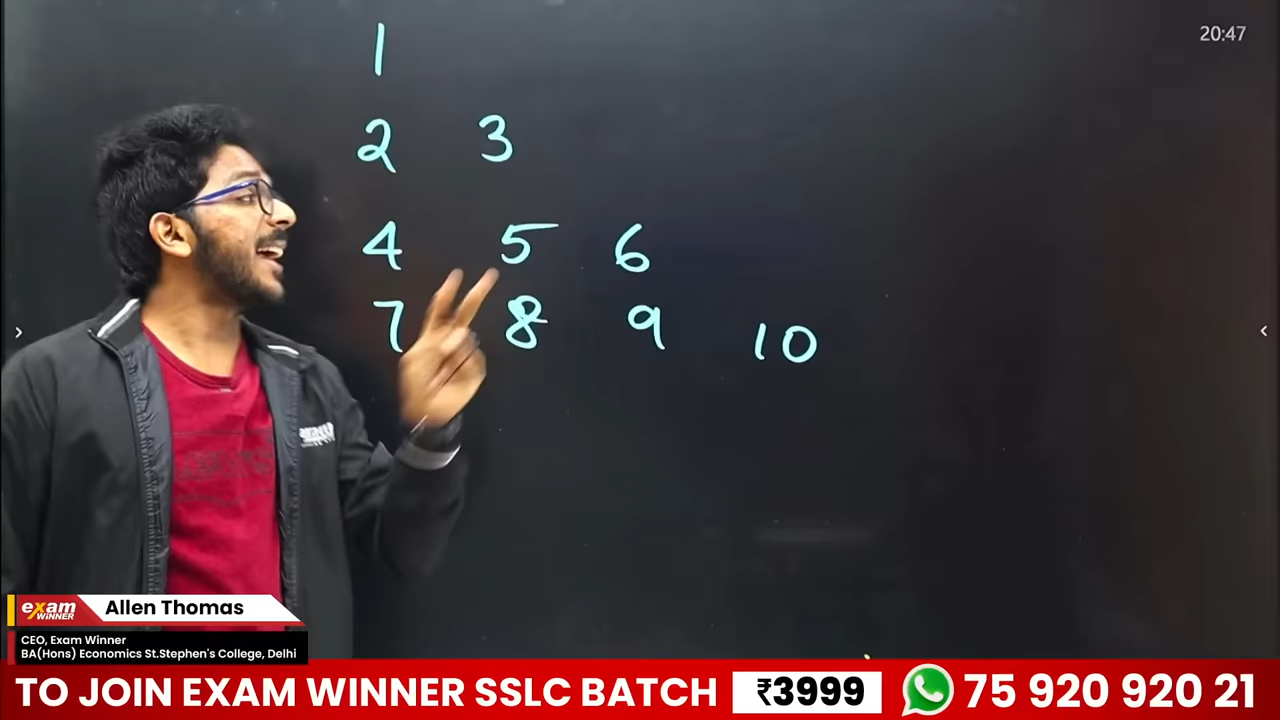 20:47
1
2 3
4 5 6
7 8 9 10
exam WINNER
Allen Thomas
CEO, Exam Winner
BA(Hons) Economics St.Stephen's College, Delhi
TO JOIN EXAM WINNER SSLC BATCH ₹3999 75 920 920 21